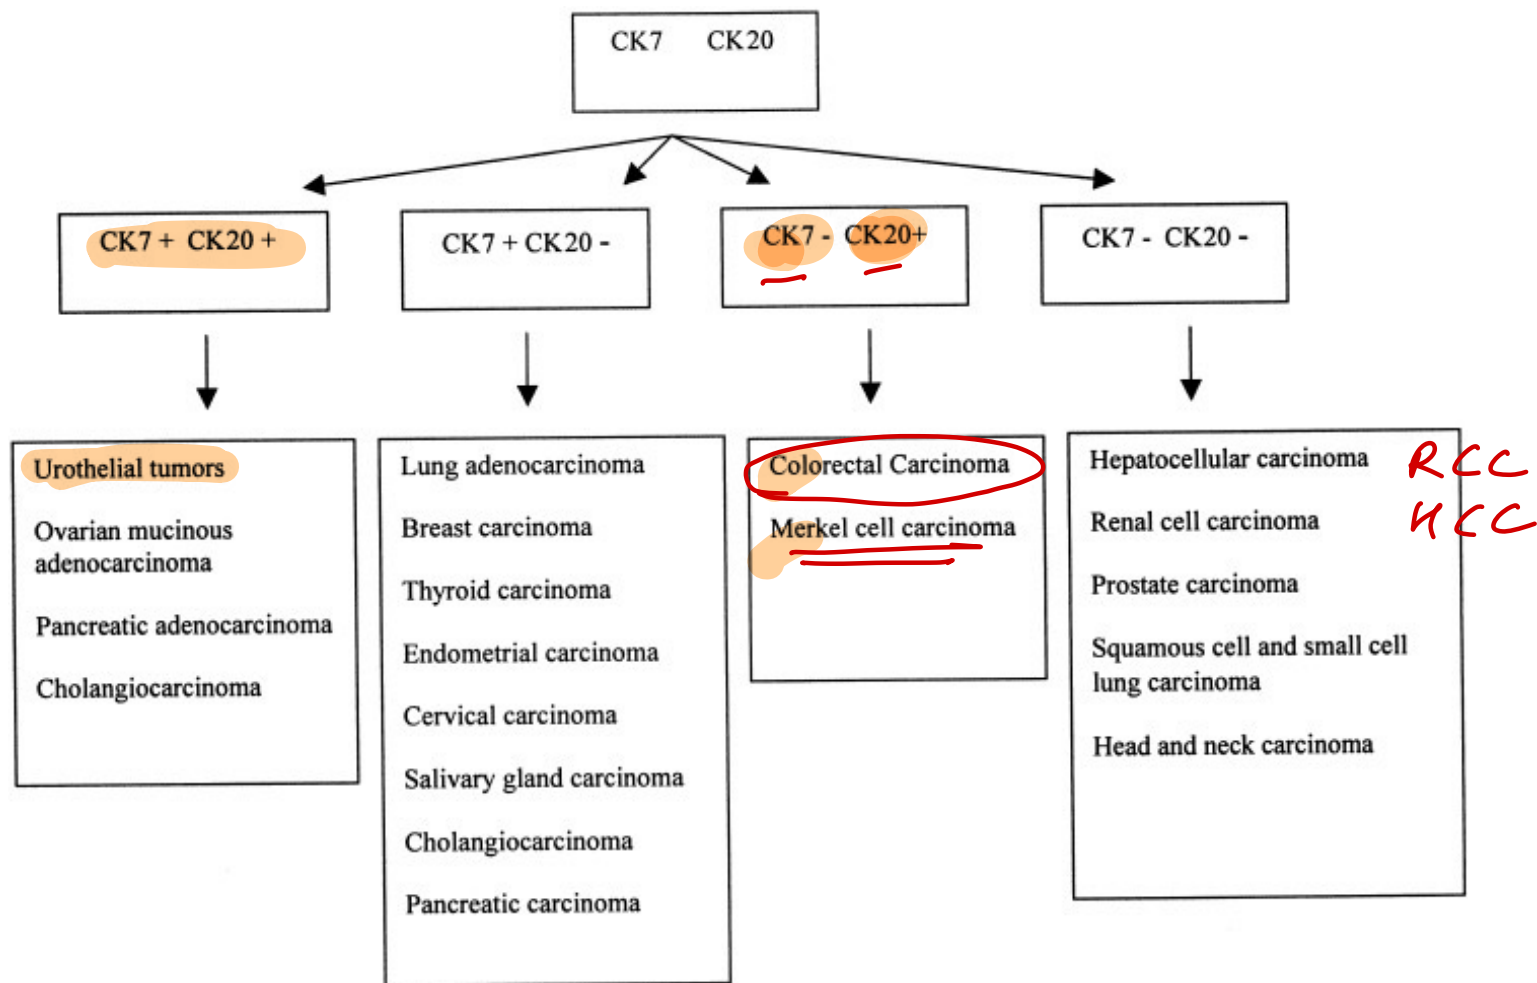 CK7 CK20
CK7 + CK20 +
CK7 + CK20 -
CK7 - CK20+
CK7 - CK20 -
Urothelial tumors
Ovarian mucinous
adenocarcinoma
Pancreatic adenocarcinoma
Cholangiocarcinoma
Lung adenocarcinoma
Breast carcinoma
Thyroid carcinoma
Endometrial carcinoma
Cervical carcinoma
Salivary gland carcinoma
Cholangiocarcinoma
Pancreatic carcinoma
Colorectal Carcinoma
Merkel cell carcinoma
Hepatocellular carcinoma
Renal cell carcinoma
Prostate carcinoma
Squamous cell and small cell
lung carcinoma
Head and neck carcinoma
RCC
HCC